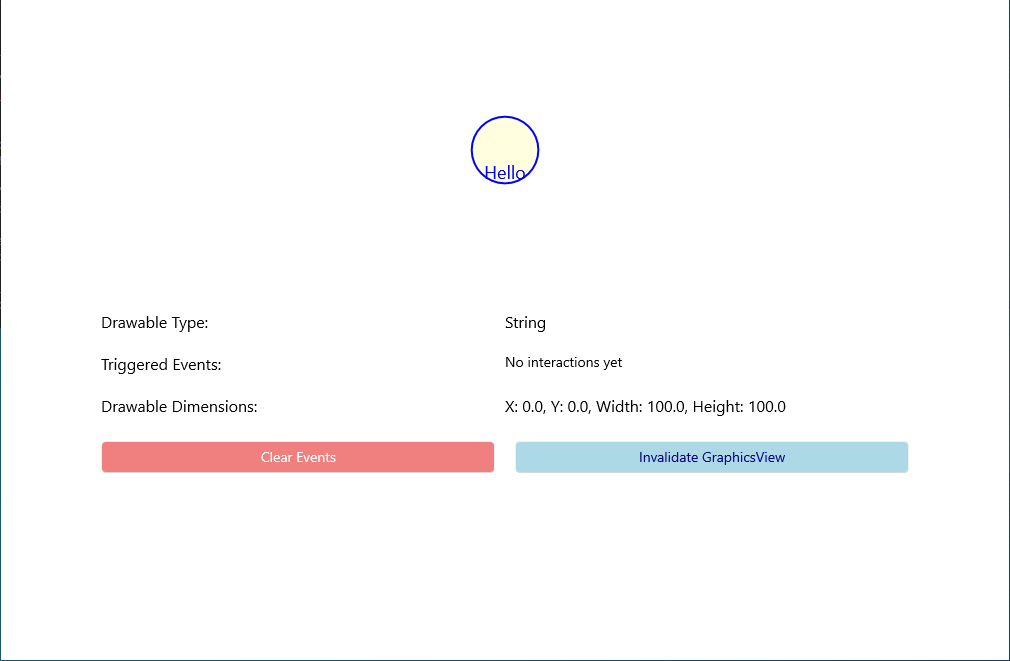 Hello
Drawable Type: String
Triggered Events: No interactions yet
Drawable Dimensions: X: 0.0, Y: 0.0, Width: 100.0, Height: 100.0
Clear Events Invalidate GraphicsView